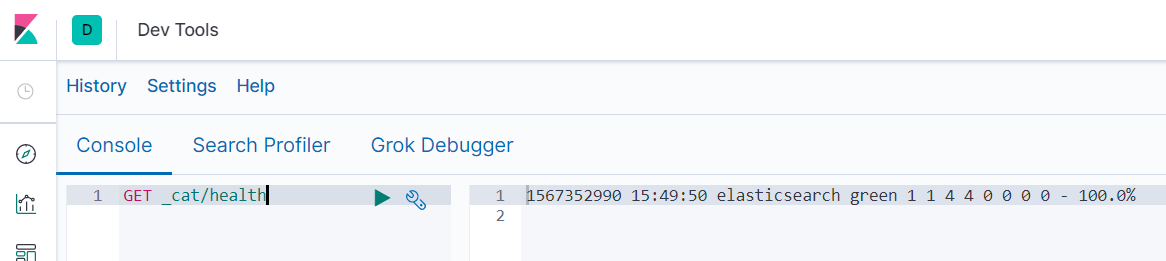 D Dev Tools
History Settings Help
Console Search Profiler Grok Debugger
1 GET _cat/health
1 1567352990 15:49:50 elasticsearch green 1 1 4 4 0 0 0 0 - 100.0%
2